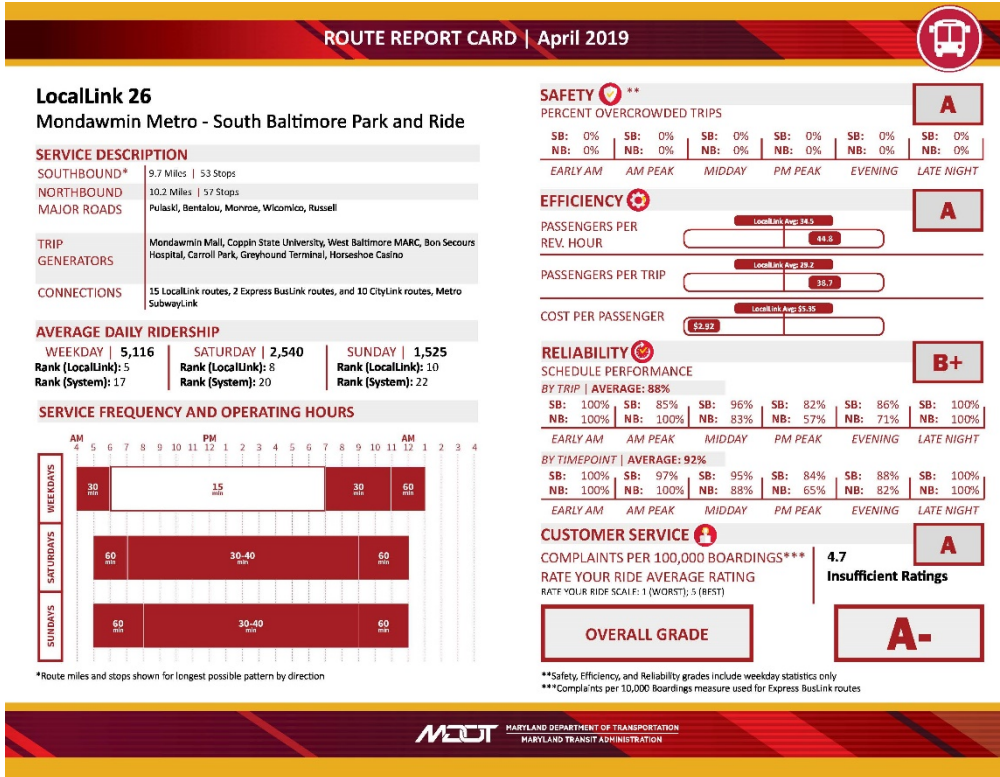 ROUTE REPORT CARD | April 2019
LocalLink 26
Mondawmin Metro - South Baltimore Park and Ride
SERVICE DESCRIPTION
SOUTHBOUND* 9.7 Miles | 53 Stops
NORTHBOUND 10.2 Miles | 57 Stops
MAJOR ROADS Pulaski, Bentalou, Monroe, Wicomico, Russell
TRIP GENERATORS Mondawmin Mall, Coppin State University, West Baltimore MARC, Bon Secours
Hospital, Carroll Park, Greyhound Terminal, Horseshoe Casino
CONNECTIONS 15 LocalLink routes, 2 Express BusLink routes, and 10 CityLink routes, Metro
SubwayLink
AVERAGE DAILY RIDERSHIP
WEEKDAY | 5,116 SATURDAY | 2,540 SUNDAY | 1,525
Rank (LocalLink): 5 Rank (LocalLink): 8 Rank (LocalLink): 10
Rank (System): 17 Rank (System): 20 Rank (System): 22
SERVICE FREQUENCY AND OPERATING HOURS
AM PM AM
4 5 6 7 8 9 10 11 12 1 2 3 4 5 6 7 8 9 10 11 12 1 2 3 4
WEEKDAYS 30 min 15 min 30 min 60 min
SATURDAYS 60 min 30-40 min 60 min
SUNDAYS 60 min 30-40 min 60 min
*Route miles and stops shown for longest possible pattern by direction
SAFETY ** A
PERCENT OVERCROWDED TRIPS
SB: 0% SB: 0% SB: 0% SB: 0% SB: 0% SB: 0%
NB: 0% NB: 0% NB: 0% NB: 0% NB: 0% NB: 0%
EARLY AM AM PEAK MIDDAY PM PEAK EVENING LATE NIGHT
EFFICIENCY A
PASSENGERS PER REV. HOUR LocalLink Avg: 34.5 44.8
PASSENGERS PER TRIP LocalLink Avg: 29.2 38.7
COST PER PASSENGER LocalLink Avg: $5.35 $2.92
RELIABILITY B+
SCHEDULE PERFORMANCE
BY TRIP | AVERAGE: 88%
SB: 100% SB: 85% SB: 96% SB: 82% SB: 86% SB: 100%
NB: 100% NB: 100% NB: 83% NB: 57% NB: 71% NB: 100%
EARLY AM AM PEAK MIDDAY PM PEAK EVENING LATE NIGHT
BY TIMEPOINT | AVERAGE: 92%
SB: 100% SB: 97% SB: 95% SB: 84% SB: 88% SB: 100%
NB: 100% NB: 100% NB: 88% NB: 65% NB: 82% NB: 100%
EARLY AM AM PEAK MIDDAY PM PEAK EVENING LATE NIGHT
CUSTOMER SERVICE A
COMPLAINTS PER 100,000 BOARDINGS*** 4.7
RATE YOUR RIDE AVERAGE RATING Insufficient Ratings
RATE YOUR RIDE SCALE: 1 (WORST); 5 (BEST)
OVERALL GRADE A-
**Safety, Efficiency, and Reliability grades include weekday statistics only
***Complaints per 10,000 Boardings measure used for Express BusLink routes
MDOT MARYLAND DEPARTMENT OF TRANSPORTATION
MARYLAND TRANSIT ADMINISTRATION